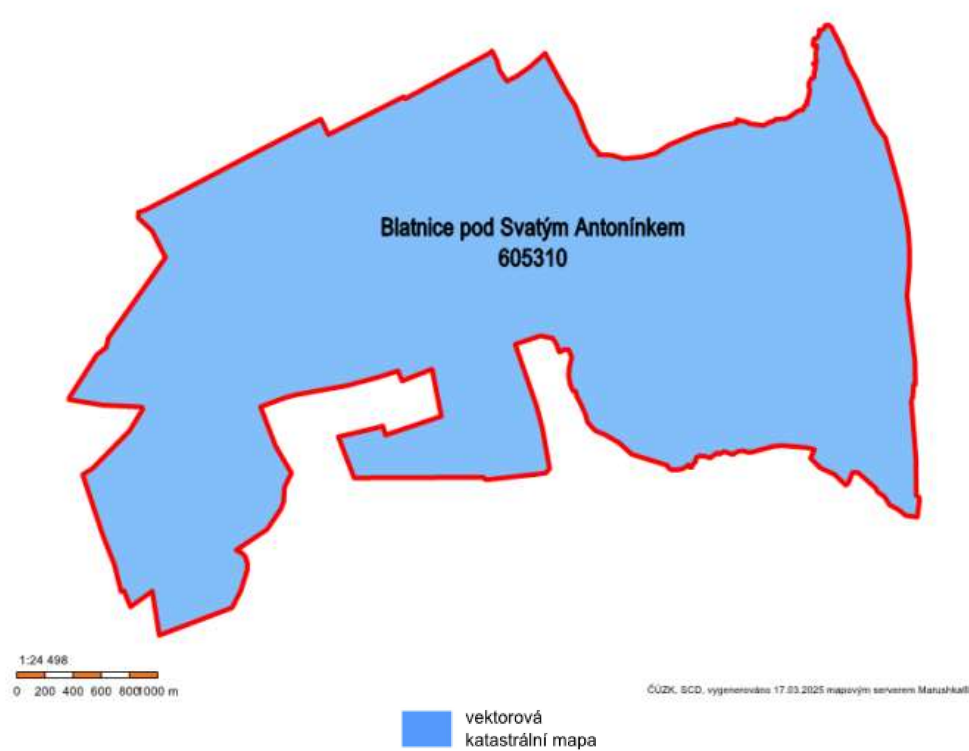 Blatnice pod Svatým Antonínkem
605310
1:24 498
0 200 400 600 800 1000 m
ČÚZK, SCD, vygenerováno 17.03.2025 mapovým serverem MarushkaIII
vektorová
katastrální mapa